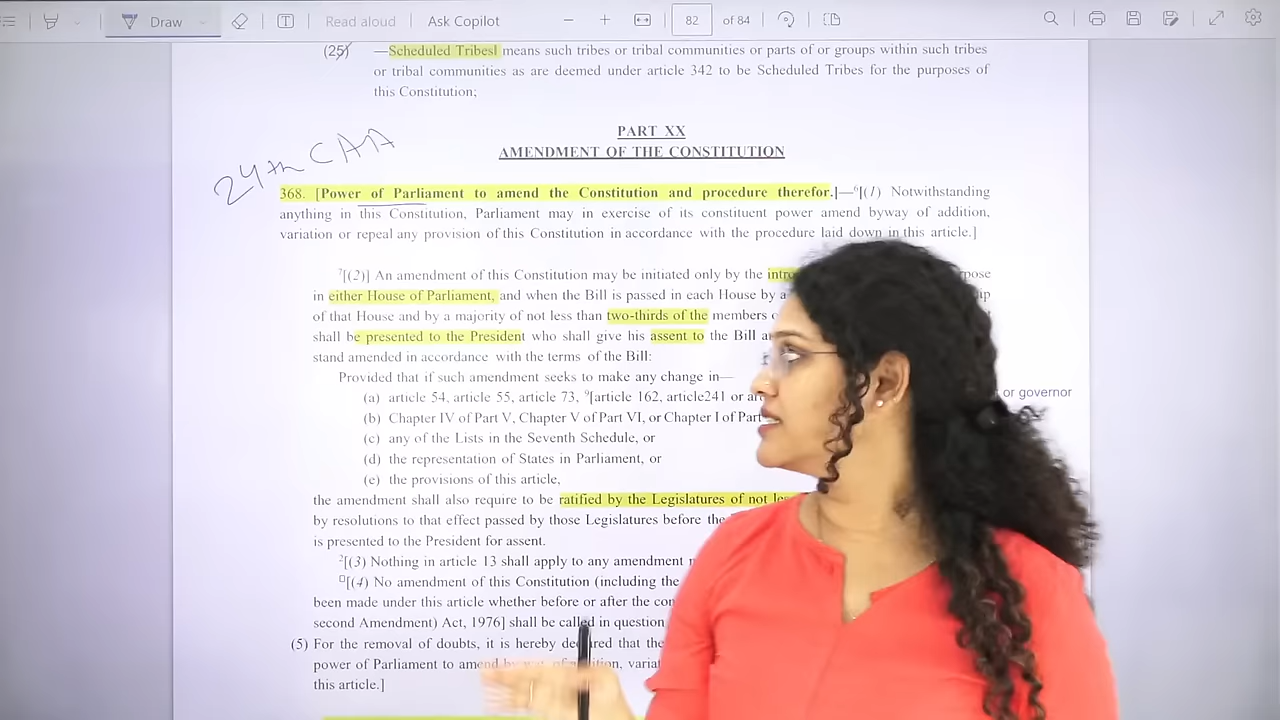 Draw
Read aloud
Ask Copilot
82 of 84
(25) —Scheduled Tribesl means such tribes or tribal communities or parts of or groups within such tribes
or tribal communities as are deemed under article 342 to be Scheduled Tribes for the purposes of
this Constitution;
24th CAA
PART XX
AMENDMENT OF THE CONSTITUTION
368. [Power of Parliament to amend the Constitution and procedure therefor.]—6[(1) Notwithstanding
anything in this Constitution, Parliament may in exercise of its constituent power amend byway of addition,
variation or repeal any provision of this Constitution in accordance with the procedure laid down in this article.]
7[(2)] An amendment of this Constitution may be initiated only by the
in either House of Parliament, and when the Bill is passed in each House by a
of that House and by a majority of not less than two-thirds of the members
shall be presented to the President who shall give his assent to the Bill
stand amended in accordance with the terms of the Bill:
Provided that if such amendment seeks to make any change in—
(a) article 54, article 55, article 73, 9[article 162, article241 or
or governor
(b) Chapter IV of Part V, Chapter V of Part VI, or Chapter I of Part
(c) any of the Lists in the Seventh Schedule, or
(d) the representation of States in Parliament, or
(e) the provisions of this article,
the amendment shall also require to be ratified by the Legislatures of not
by resolutions to that effect passed by those Legislatures before the
is presented to the President for assent.
2[(3) Nothing in article 13 shall apply to any amendment
[(4) No amendment of this Constitution (including the
been made under this article whether before or after the
second Amendment) Act, 1976] shall be called in question
(5) For the removal of doubts, it is hereby declared that the
power of Parliament to amend
this article.]